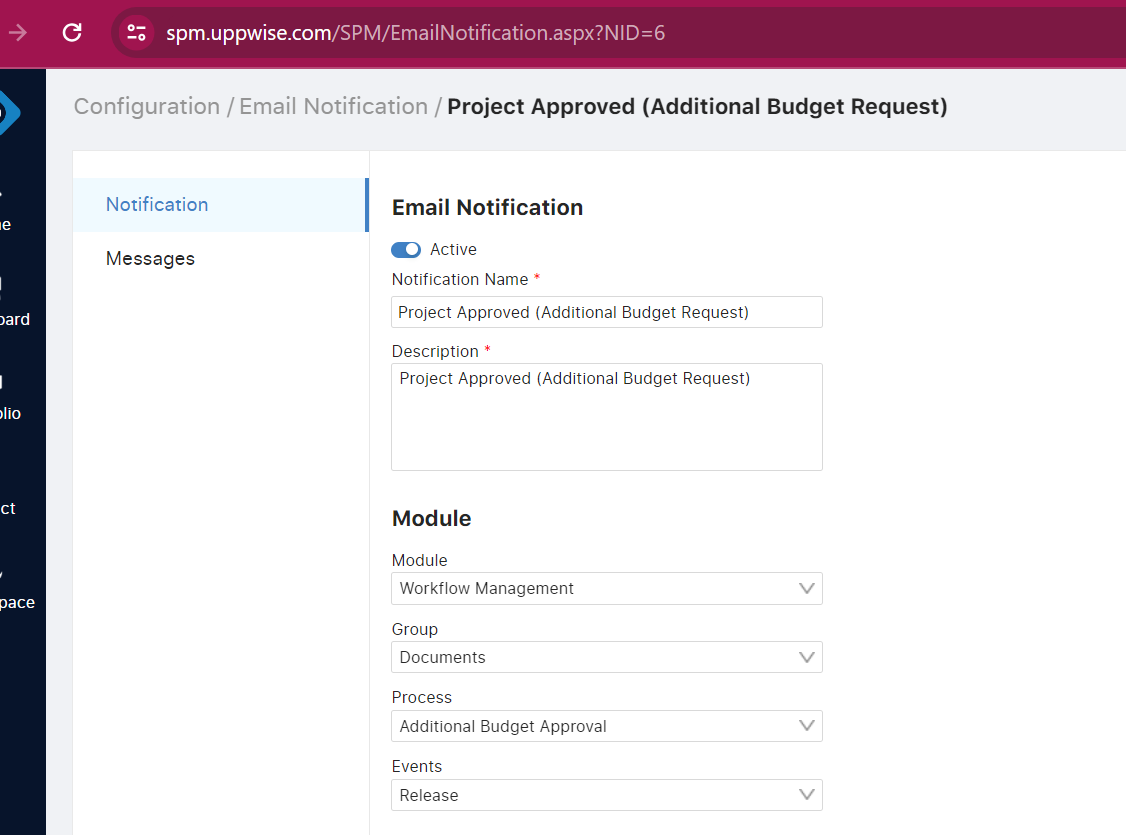 spm.uppwise.com/SPM/EmailNotification.aspx?NID=6
Configuration / Email Notification / Project Approved (Additional Budget Request)
Notification
Messages
Email Notification
Active
Notification Name *
Project Approved (Additional Budget Request)
Description *
Project Approved (Additional Budget Request)
Module
Module
Workflow Management
Group
Documents
Process
Additional Budget Approval
Events
Release